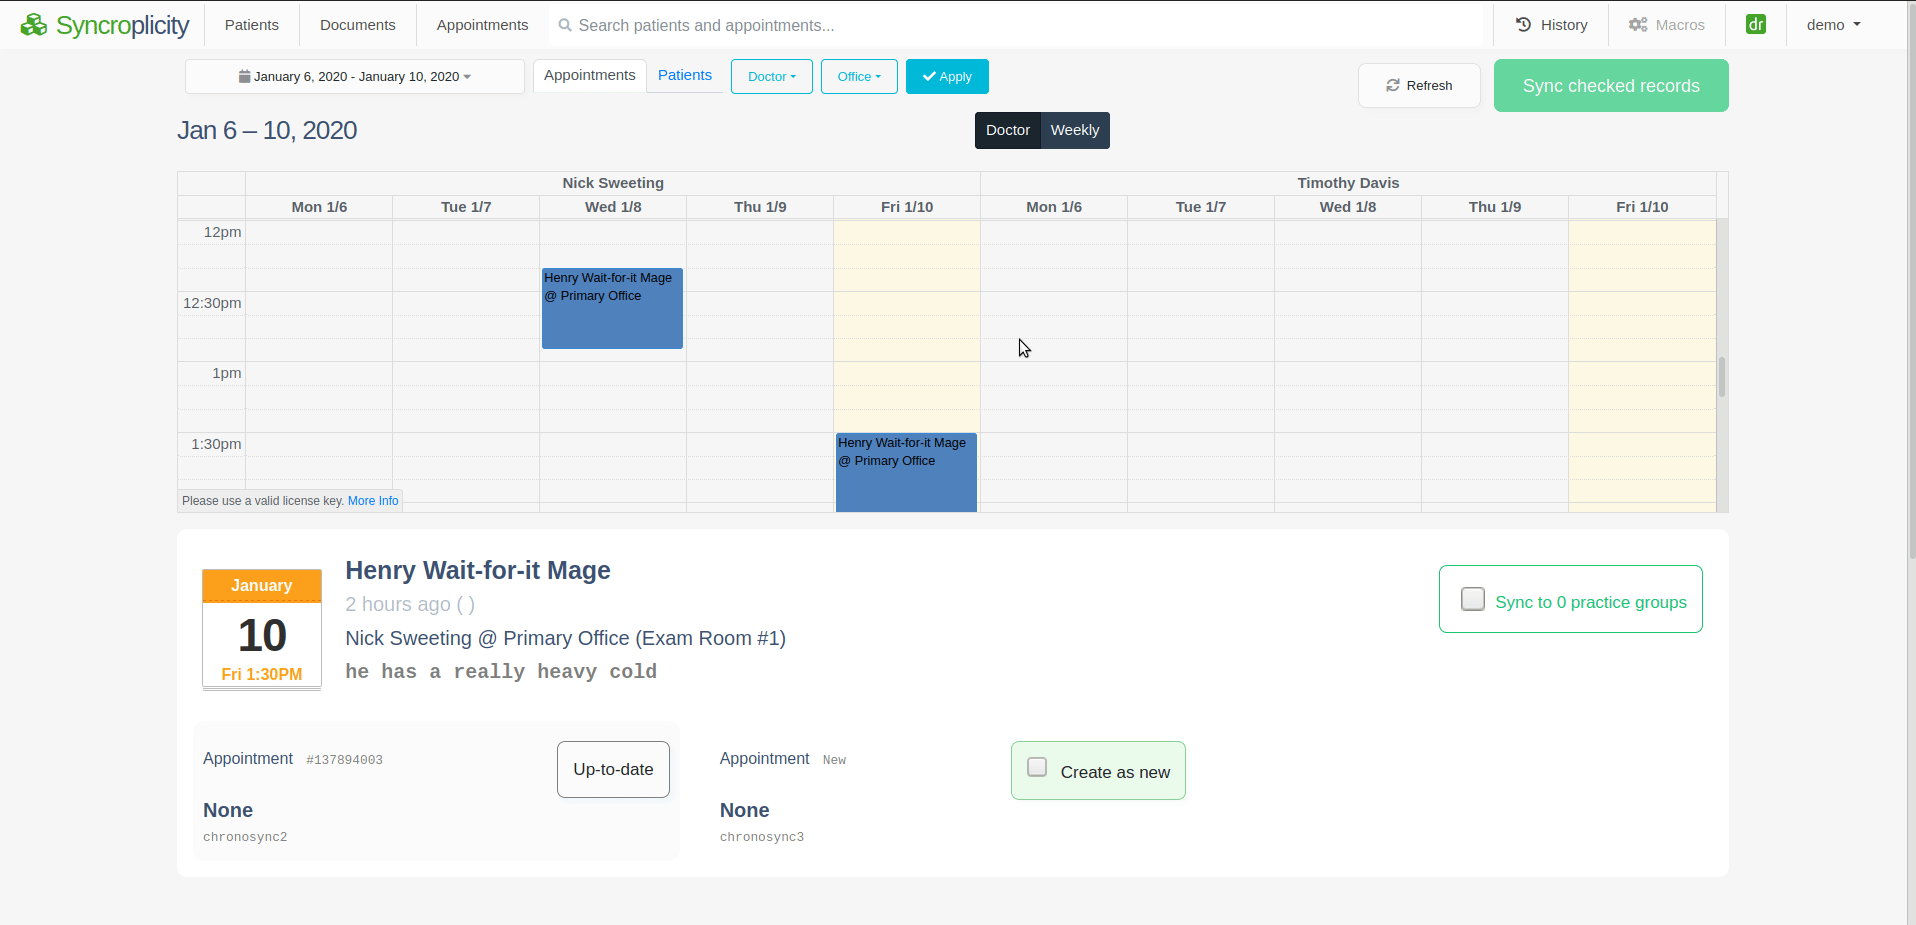 Syncroplicity
Patients
Documents
Appointments
Search patients and appointments...
History
Macros
dr
demo
January 6, 2020 - January 10, 2020
Appointments
Patients
Doctor
Office
Apply
Refresh
Sync checked records
Jan 6 – 10, 2020
Doctor
Weekly
Nick Sweeting
Timothy Davis
Mon 1/6
Tue 1/7
Wed 1/8
Thu 1/9
Fri 1/10
Mon 1/6
Tue 1/7
Wed 1/8
Thu 1/9
Fri 1/10
12pm
Henry Wait-for-it Mage
@ Primary Office
12:30pm
1pm
1:30pm
Henry Wait-for-it Mage
@ Primary Office
Please use a valid license key. More Info
January
10
Fri 1:30PM
Henry Wait-for-it Mage
2 hours ago ( )
Nick Sweeting @ Primary Office (Exam Room #1)
he has a really heavy cold
Sync to 0 practice groups
Appointment #137894003
Up-to-date
None
chronosync2
Appointment New
Create as new
None
chronosync3